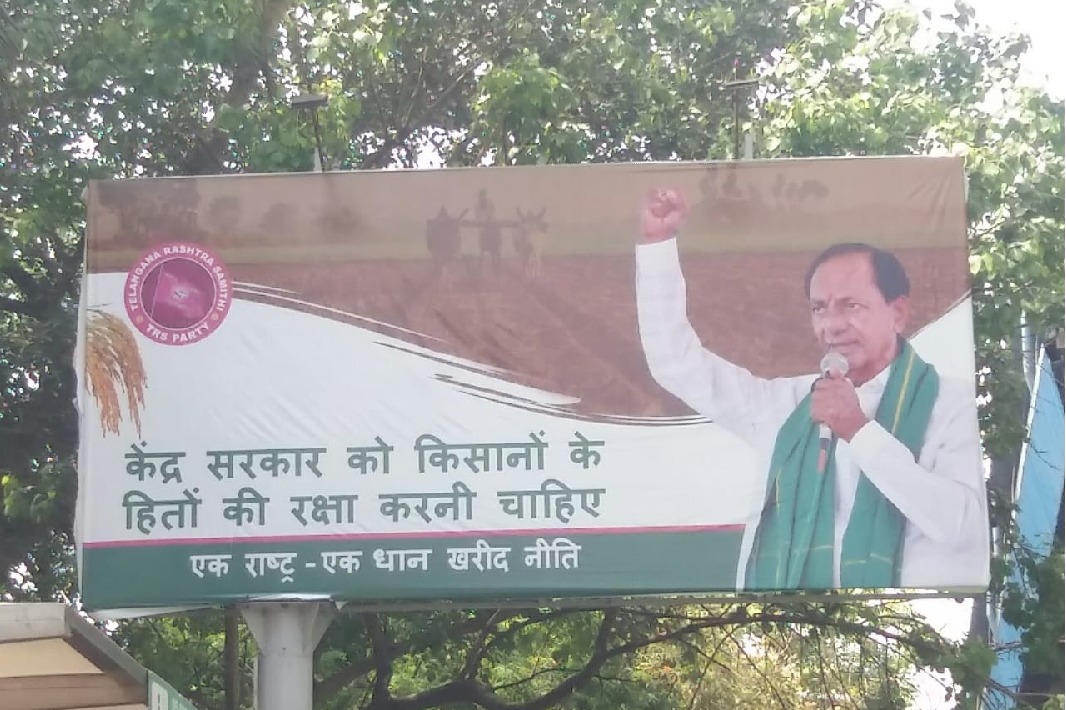 TELANGANA RASHTRA SAMITHI
TRS PARTY
केंद्र सरकार को किसानों के
हितों की रक्षा करनी चाहिए
एक राष्ट्र - एक धान खरीद नीति